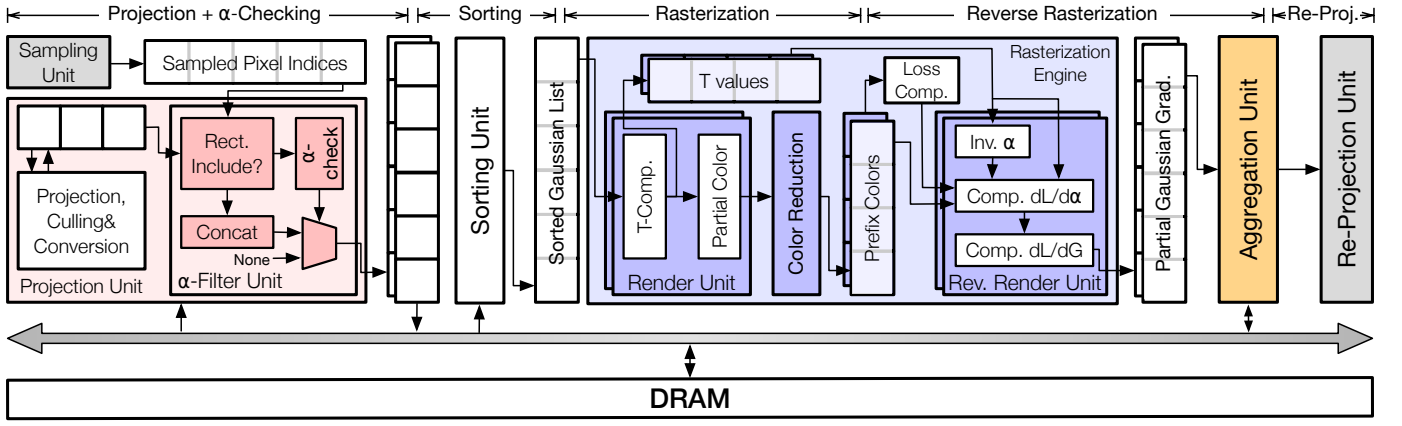 Projection + α-Checking
Sorting
Rasterization
Reverse Rasterization
Re-Proj.
Sampling
Unit
Sampled Pixel Indices
Rect.
Include?
α-
check
Projection,
Culling&
Conversion
Concat
None
Projection Unit
α-Filter Unit
Sorting Unit
Sorted Gaussian List
T values
T-Comp.
Partial Color
Render Unit
Color Reduction
Prefix Colors
Loss
Comp.
Rasterization
Engine
Inv. α
Comp. dL/dα
Comp. dL/dG
Rev. Render Unit
Partial Gaussian Grad.
Aggregation Unit
Re-Projection Unit
DRAM